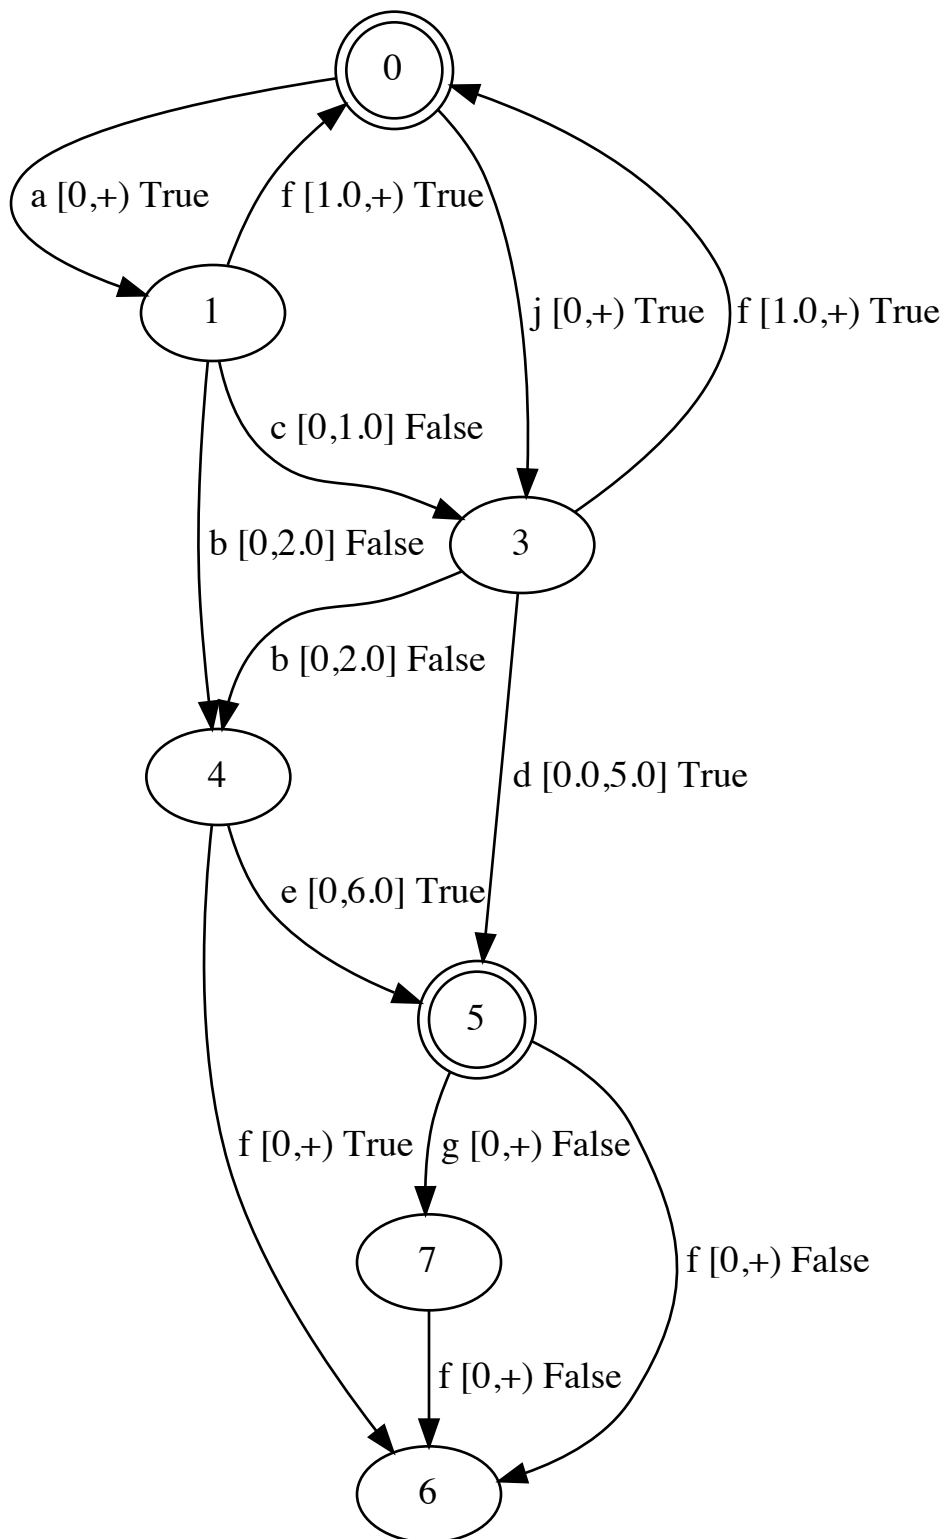 0
a [0,+) True
f [1.0,+) True
1
j [0,+) True
f [1.0,+) True
c [0,1.0] False
b [0,2.0] False
3
b [0,2.0] False
4
d [0.0,5.0] True
e [0,6.0] True
5
f [0,+) True
g [0,+) False
7
f [0,+) False
f [0,+) False
6